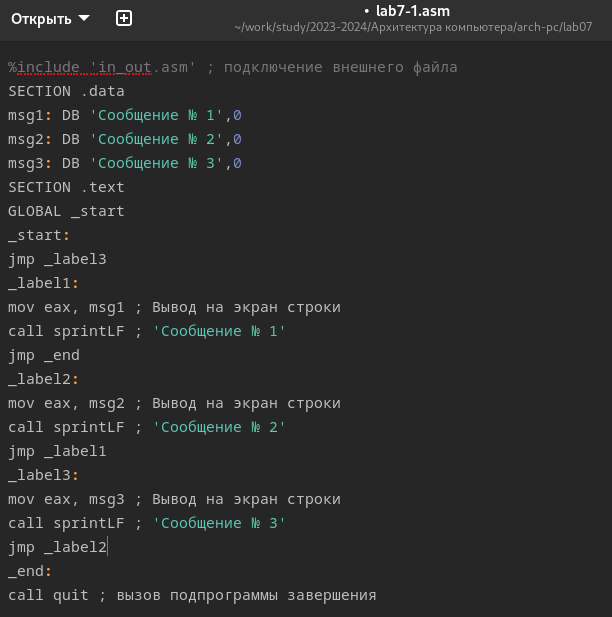 Открыть
• lab7-1.asm
~/work/study/2023-2024/Архитектура компьютера/arch-pc/lab07
%include 'in_out.asm' ; подключение внешнего файла
SECTION .data
msg1: DB 'Сообщение № 1',0
msg2: DB 'Сообщение № 2',0
msg3: DB 'Сообщение № 3',0
SECTION .text
GLOBAL _start
_start:
jmp _label3
_label1:
mov eax, msg1 ; Вывод на экран строки
call sprintLF ; 'Сообщение № 1'
jmp _end
_label2:
mov eax, msg2 ; Вывод на экран строки
call sprintLF ; 'Сообщение № 2'
jmp _label1
_label3:
mov eax, msg3 ; Вывод на экран строки
call sprintLF ; 'Сообщение № 3'
jmp _label2
_end:
call quit ; вызов подпрограммы завершения